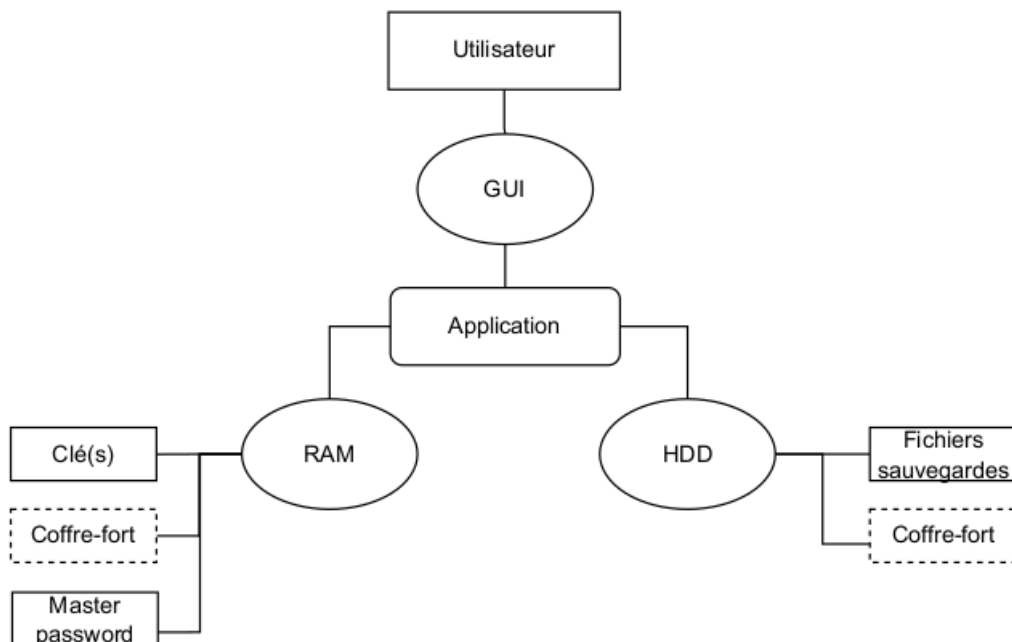 Utilisateur
GUI
Application
RAM
HDD
Clé(s)
Coffre-fort
Master
password
Fichiers
sauvegardes
Coffre-fort